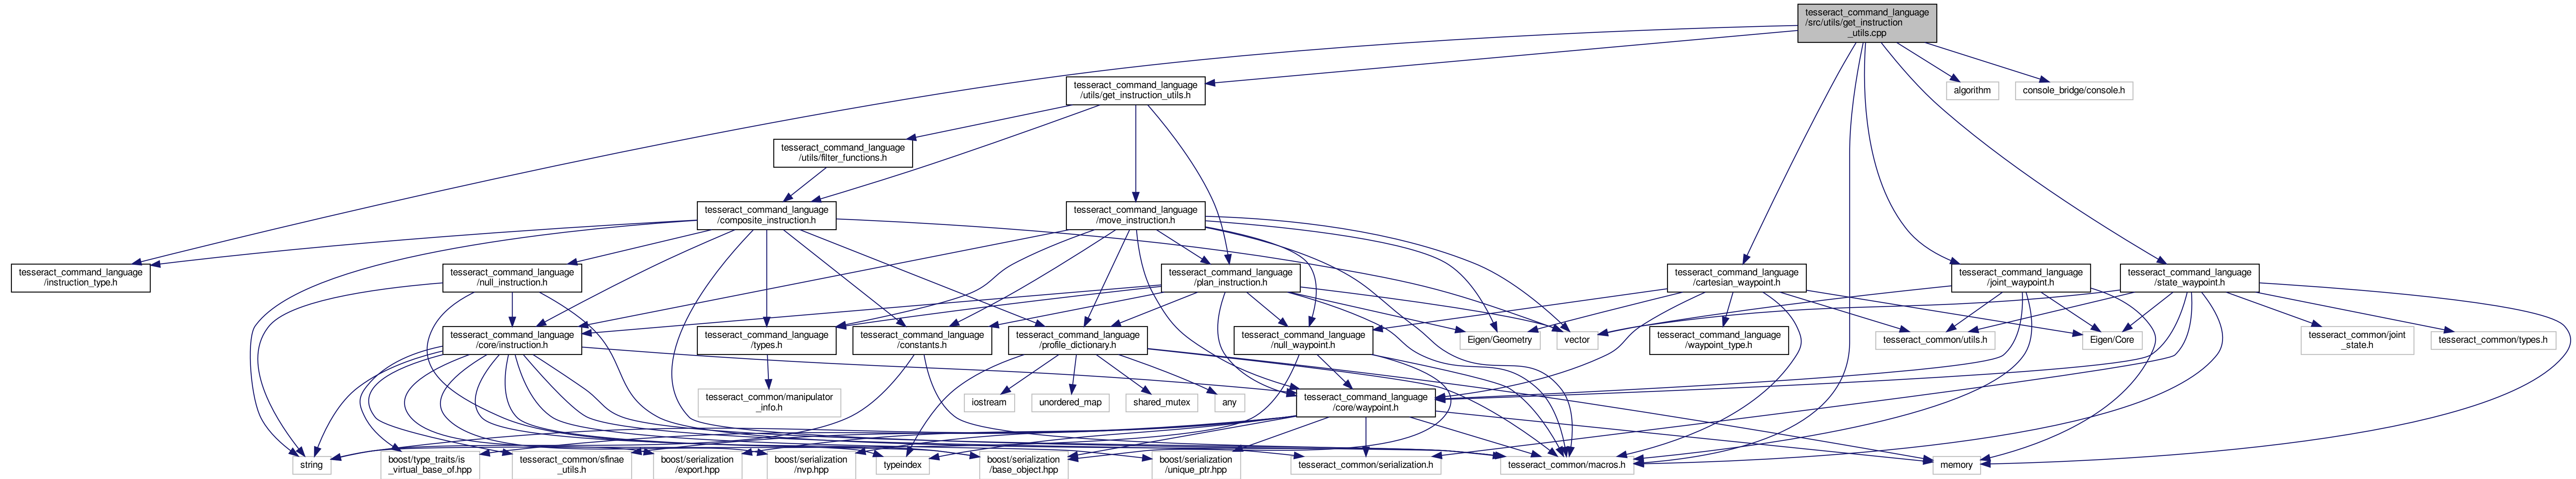 tesseract_command_language
/src/utils/get_instruction
_utils.cpp
tesseract_command_language
/utils/get_instruction_utils.h
algorithm
console_bridge/console.h
tesseract_command_language
/utils/filter_functions.h
tesseract_command_language
/composite_instruction.h
tesseract_command_language
/move_instruction.h
tesseract_command_language
/instruction_type.h
tesseract_command_language
/null_instruction.h
tesseract_command_language
/plan_instruction.h
tesseract_command_language
/cartesian_waypoint.h
tesseract_command_language
/joint_waypoint.h
tesseract_command_language
/state_waypoint.h
tesseract_command_language
/core/instruction.h
tesseract_command_language
/types.h
tesseract_command_language
/constants.h
tesseract_command_language
/profile_dictionary.h
tesseract_command_language
/null_waypoint.h
Eigen/Geometry
vector
tesseract_command_language
/waypoint_type.h
tesseract_common/utils.h
Eigen/Core
tesseract_common/joint
_state.h
tesseract_common/types.h
tesseract_common/manipulator
_info.h
iostream
unordered_map
shared_mutex
any
tesseract_command_language
/core/waypoint.h
string
boost/type_traits/is
_virtual_base_of.hpp
tesseract_common/sfinae
_utils.h
boost/serialization
/export.hpp
boost/serialization
/nvp.hpp
typeindex
boost/serialization
/base_object.hpp
boost/serialization
/unique_ptr.hpp
tesseract_common/serialization.h
tesseract_common/macros.h
memory